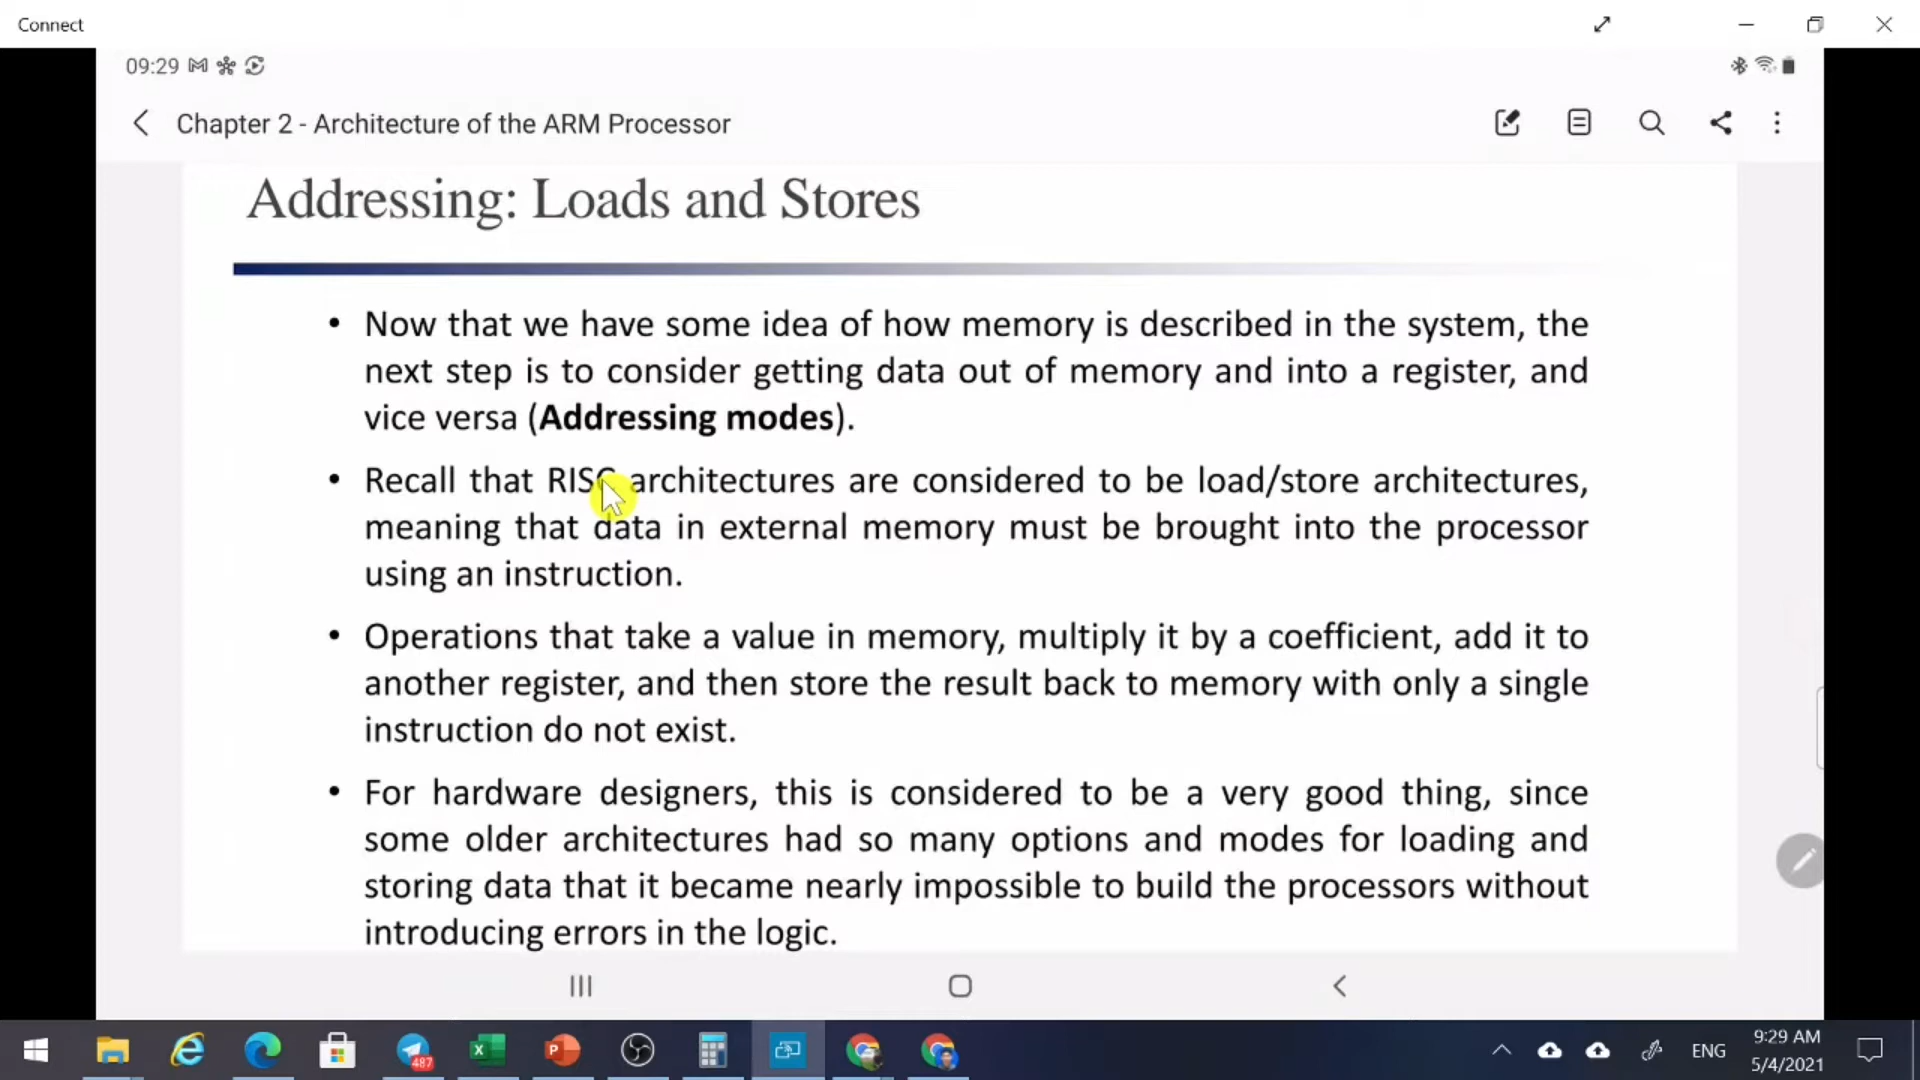 Connect
09:29
Chapter 2 - Architecture of the ARM Processor
Addressing: Loads and Stores
• Now that we have some idea of how memory is described in the system, the
next step is to consider getting data out of memory and into a register, and
vice versa (Addressing modes).
• Recall that RISC architectures are considered to be load/store architectures,
meaning that data in external memory must be brought into the processor
using an instruction.
• Operations that take a value in memory, multiply it by a coefficient, add it to
another register, and then store the result back to memory with only a single
instruction do not exist.
• For hardware designers, this is considered to be a very good thing, since
some older architectures had so many options and modes for loading and
storing data that it became nearly impossible to build the processors without
introducing errors in the logic.
487
ENG
9:29 AM
5/4/2021